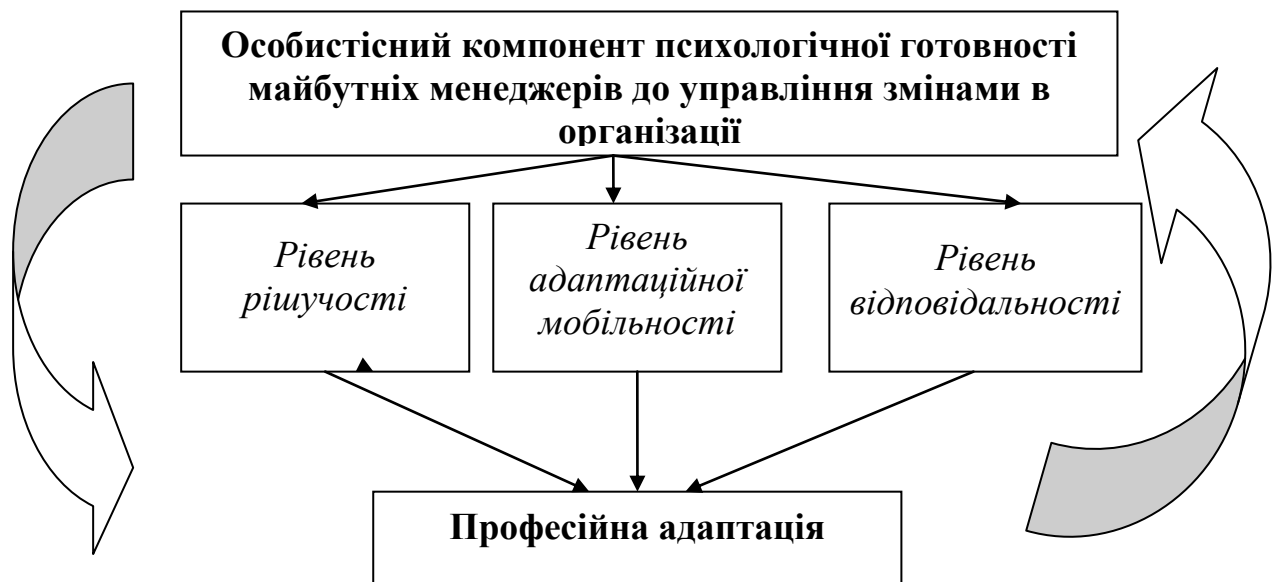 Особистісний компонент психологічної готовності
майбутніх менеджерів до управління змінами в
організації
Рівень
рішучості
Рівень
адаптаційної
мобільності
Рівень
відповідальності
Професійна адаптація